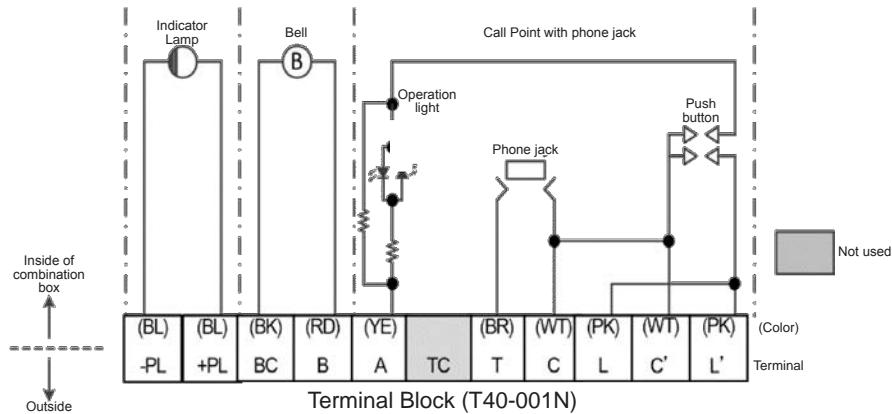 Indicator
Lamp
Bell
Call Point with phone jack
B
Operation
light
Push
button
Phone jack
Inside of
combination
box
Not used
(BL) (BL) (BK) (RD) (YE) (BR) (WT) (PK) (WT) (PK) (Color)
-PL +PL BC B A TC T C L C' L' Terminal
Outside
Terminal Block (T40-001N)